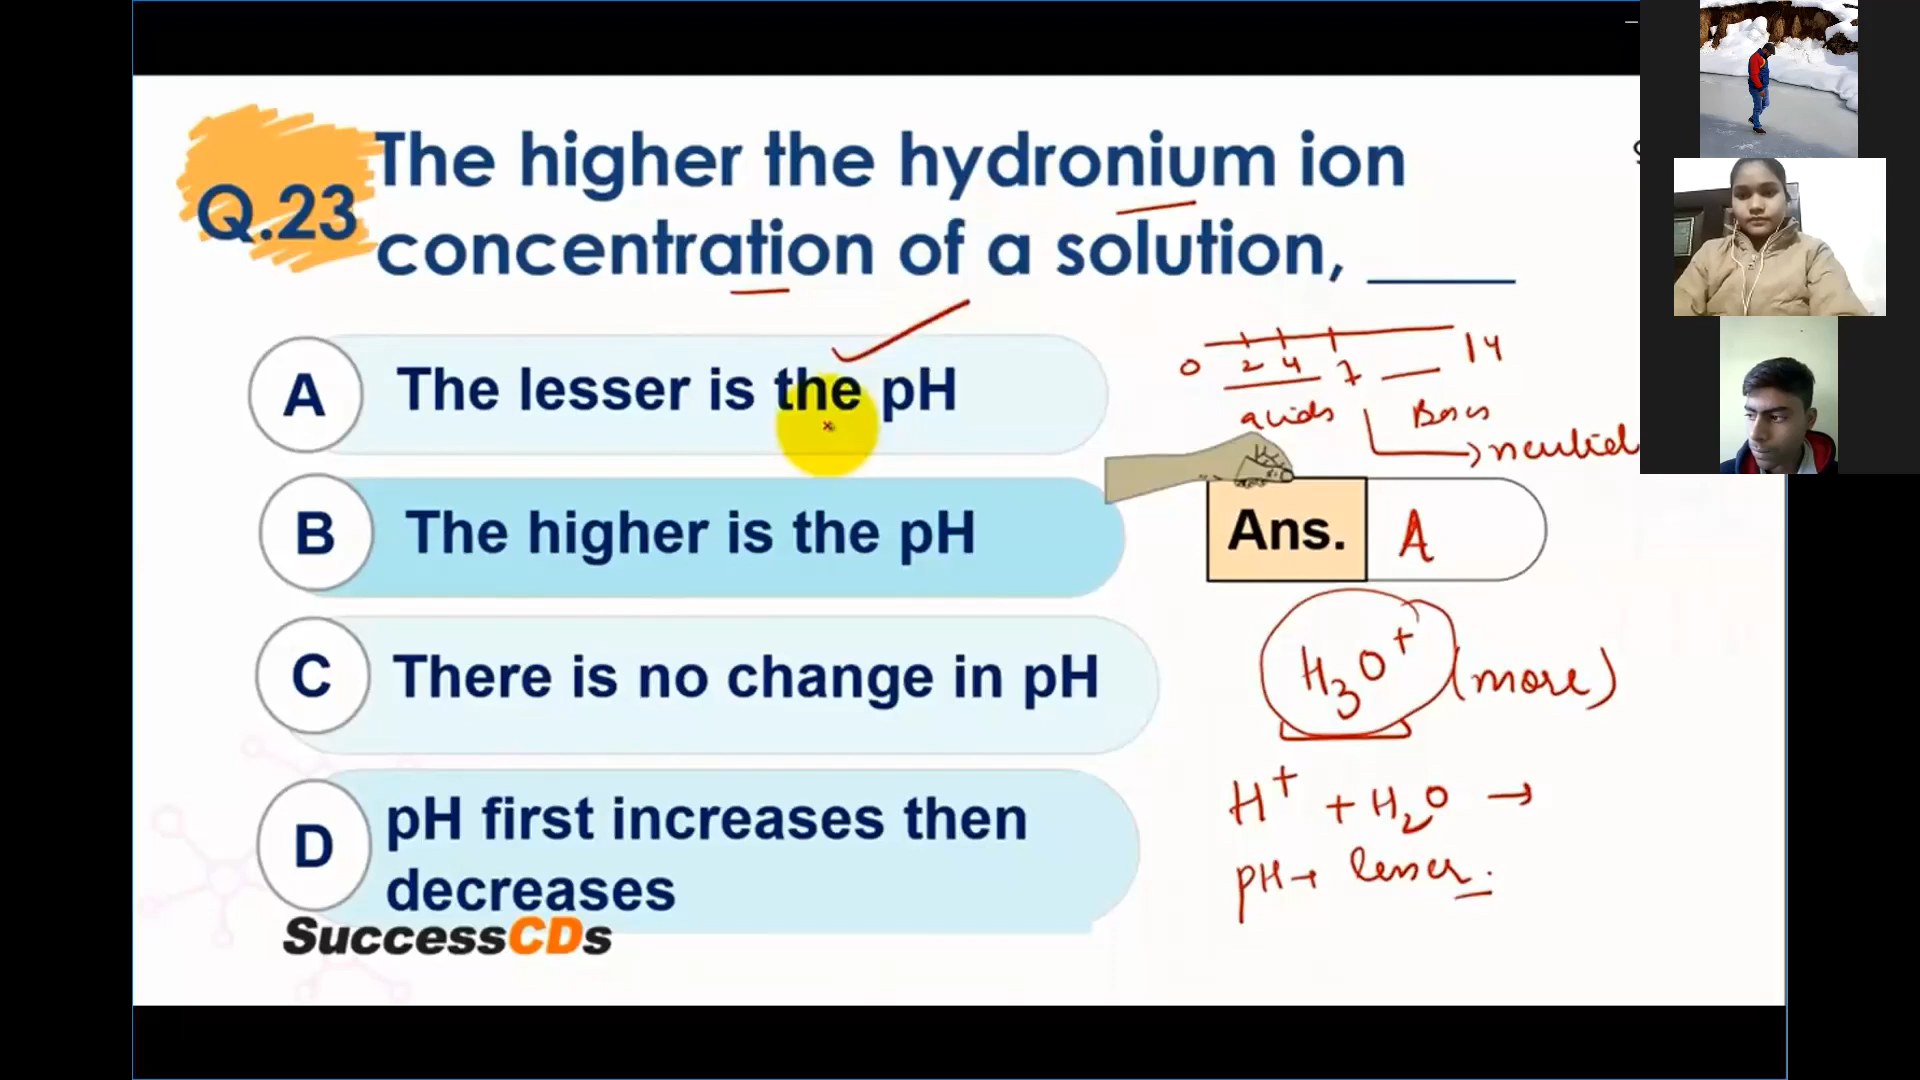 Q.23
The higher the hydronium ion
concentration of a solution, ____
A
The lesser is the pH
B
The higher is the pH
C
There is no change in pH
D
pH first increases then
decreases
SuccessCDs
0 2 4 7 14
acids Bases
→ neutral
Ans. A
H3O+ (more)
H+ + H2O →
pH → lesser.